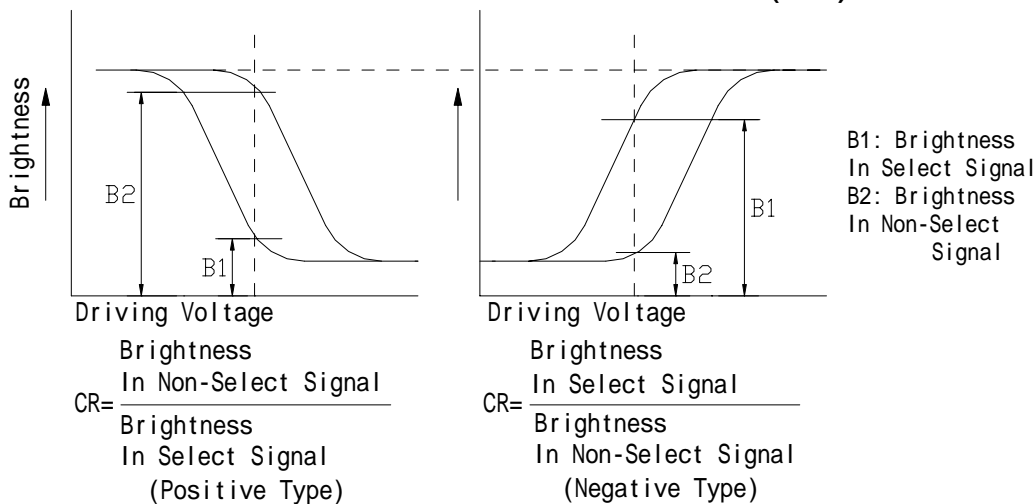 Brightness
B2
B1
Driving Voltage
Brightness
In Non-Select Signal
CR=
Brightness
In Select Signal
(Positive Type)
B1
B2
Driving Voltage
Brightness
In Select Signal
CR=
Brightness
In Non-Select Signal
(Negative Type)
B1: Brightness
In Select Signal
B2: Brightness
In Non-Select
Signal